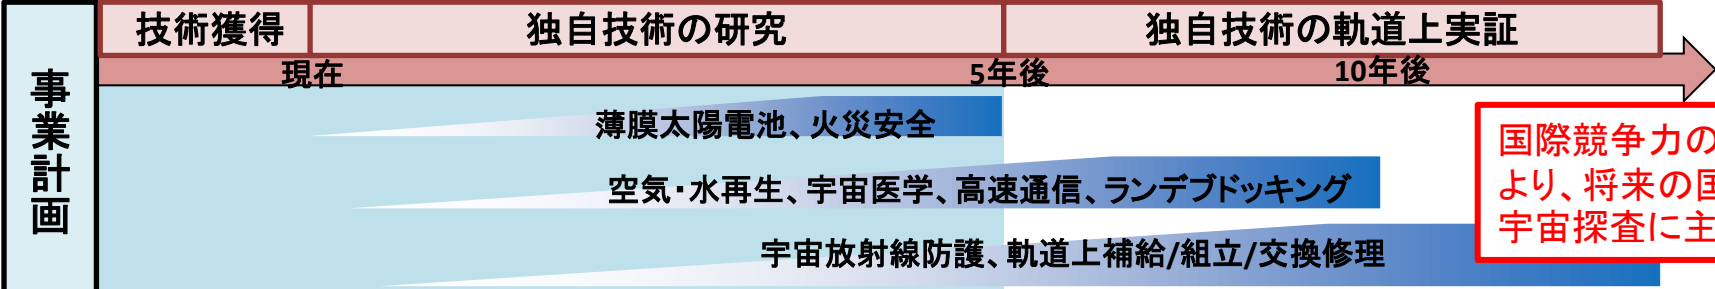 技術獲得
独自技術の研究
独自技術の軌道上実証
事業計画
現在
5年後
10年後
薄膜太陽電池、火災安全
空気・水再生、宇宙医学、高速通信、ランデブドッキング
宇宙放射線防護、軌道上補給/組立/交換修理
国際競争力の
より、将来の国
宇宙探査に主